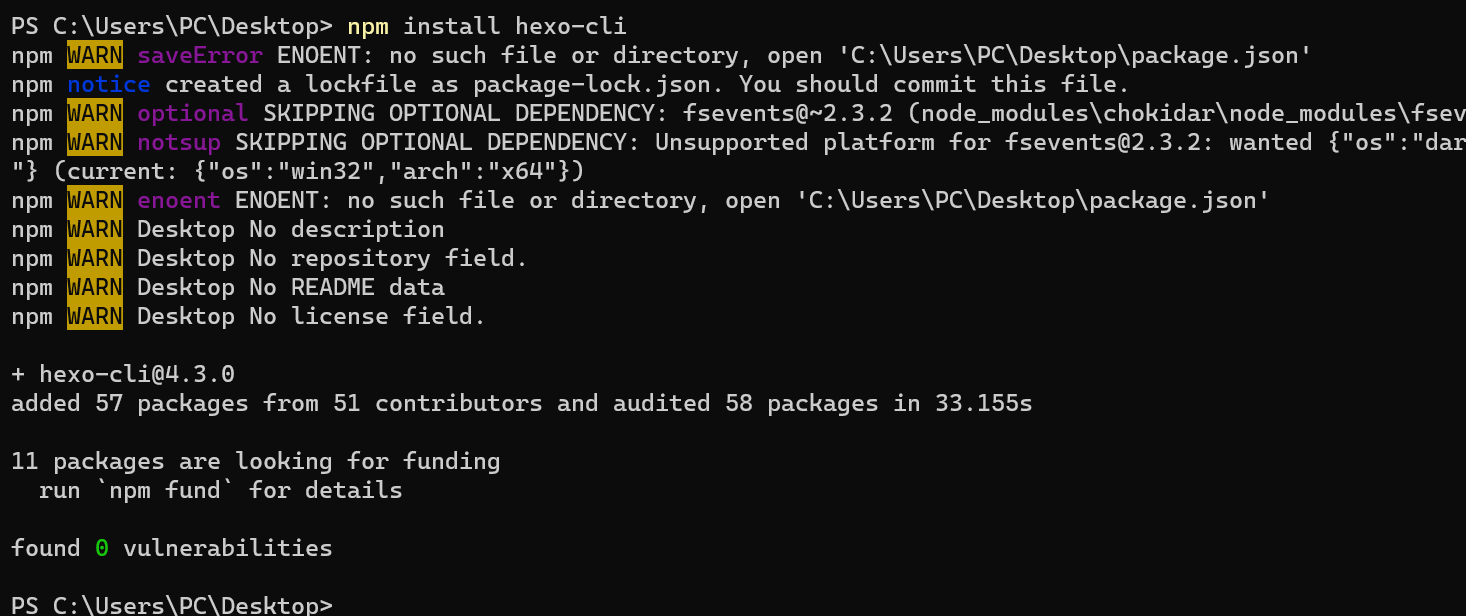 PS C:\Users\PC\Desktop> npm install hexo-cli
npm WARN saveError ENOENT: no such file or directory, open 'C:\Users\PC\Desktop\package.json'
npm notice created a lockfile as package-lock.json. You should commit this file.
npm WARN optional SKIPPING OPTIONAL DEPENDENCY: fsevents@~2.3.2 (node_modules\chokidar\node_modules\fsev
npm WARN notsup SKIPPING OPTIONAL DEPENDENCY: Unsupported platform for fsevents@2.3.2: wanted {"os":"dar
"} (current: {"os":"win32","arch":"x64"})
npm WARN enoent ENOENT: no such file or directory, open 'C:\Users\PC\Desktop\package.json'
npm WARN Desktop No description
npm WARN Desktop No repository field.
npm WARN Desktop No README data
npm WARN Desktop No license field.
+ hexo-cli@4.3.0
added 57 packages from 51 contributors and audited 58 packages in 33.155s
11 packages are looking for funding
  run `npm fund` for details
found 0 vulnerabilities
PS C:\Users\PC\Desktop>